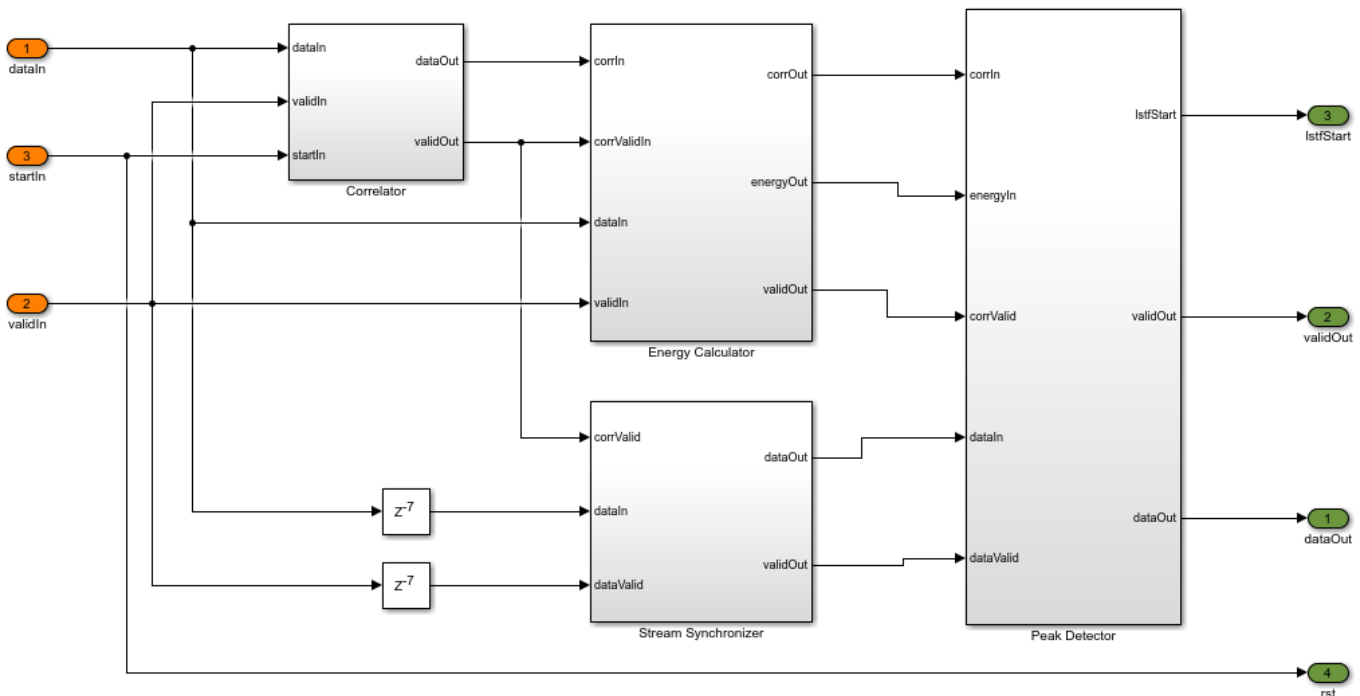 1
dataIn
3
startIn
2
validIn
dataIn
validIn
startIn
dataOut
validOut
Correlator
corrIn
corrValidIn
dataIn
validIn
corrOut
energyOut
validOut
Energy Calculator
Z-7
Z-7
corrValid
dataIn
dataValid
dataOut
validOut
Stream Synchronizer
corrIn
energyIn
corrValid
dataIn
dataValid
lstfStart
validOut
dataOut
Peak Detector
3
lstfStart
2
validOut
1
dataOut
4
rst